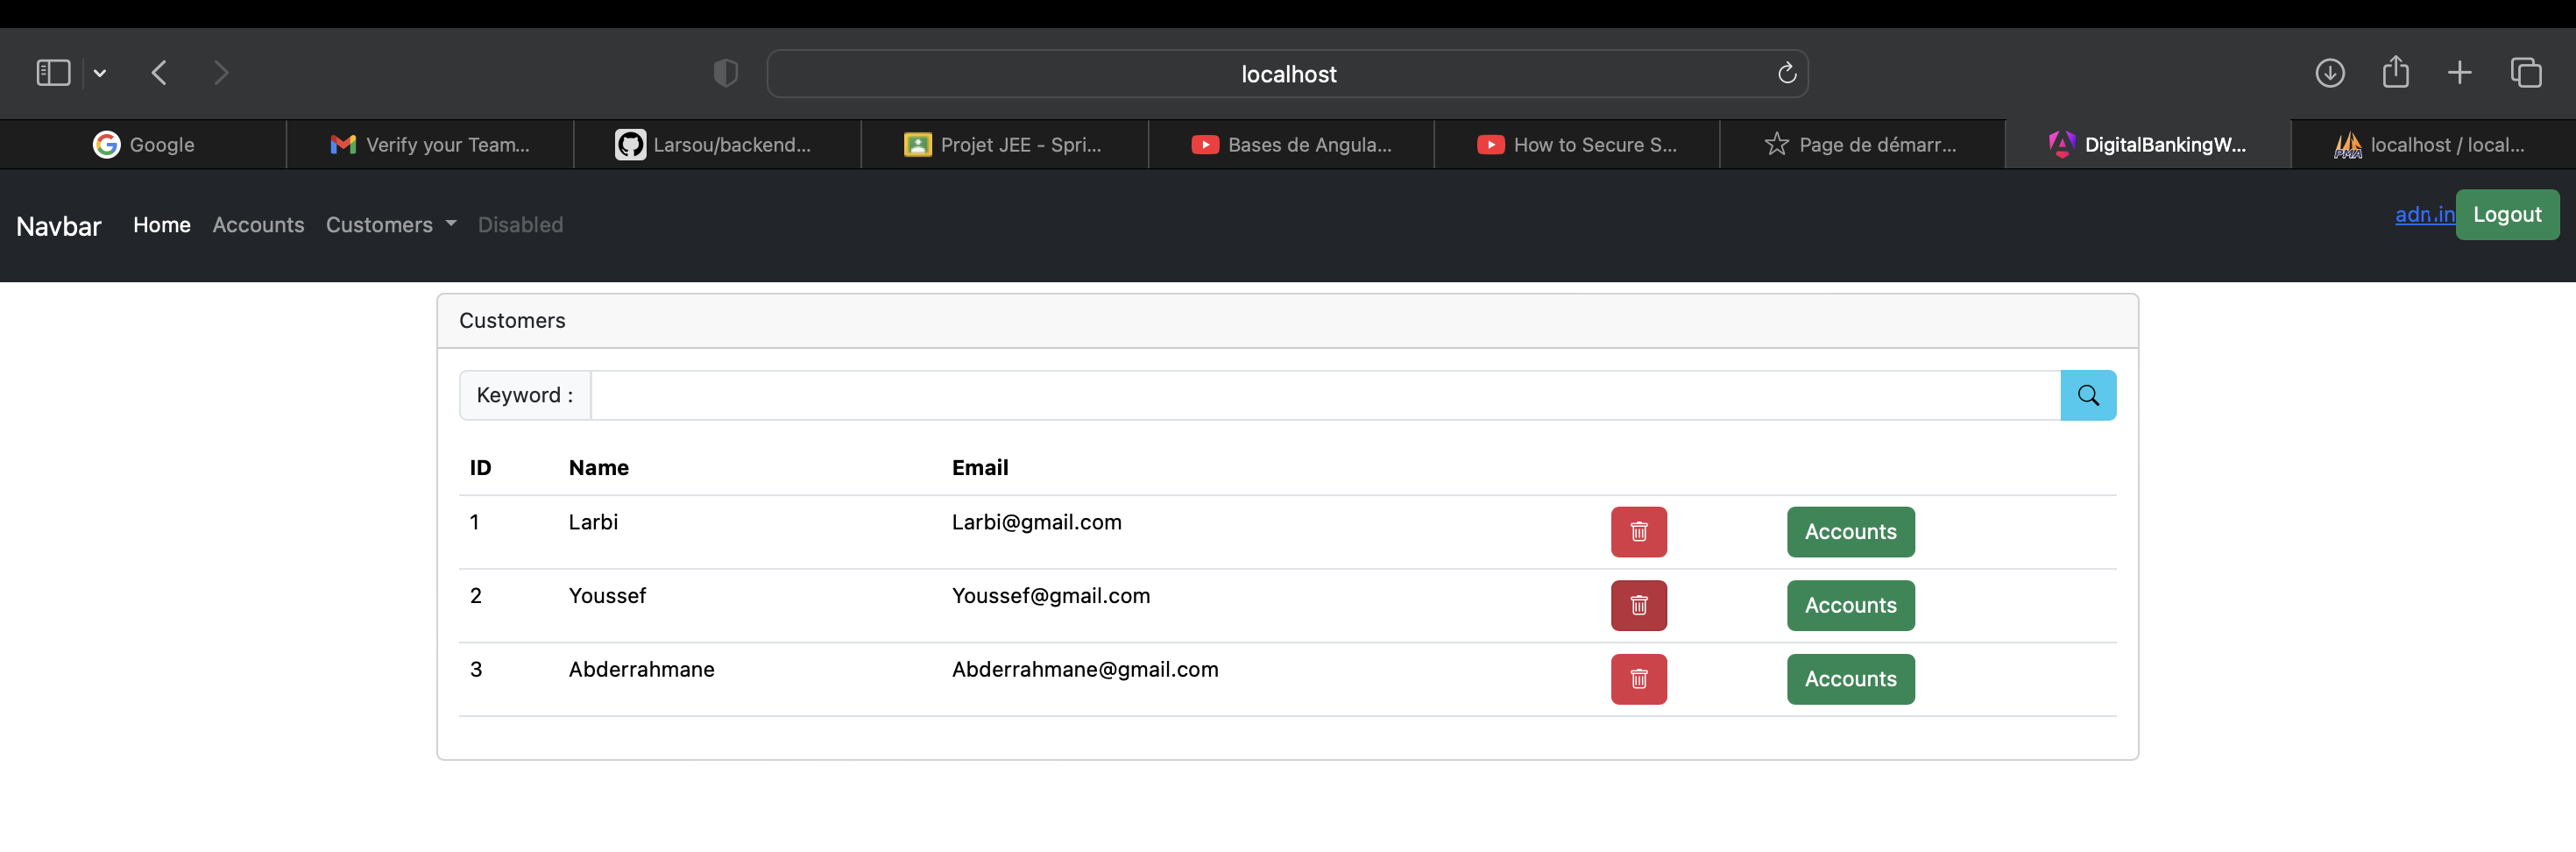 localhost
Google Verify your Team... Larsou/backend... Projet JEE - Spri... Bases de Angula... How to Secure S... Page de démarr... DigitalBankingW... PMA localhost / local...
Navbar Home Accounts Customers Disabled admin Logout
Customers
Keyword :
ID Name Email
1 Larbi Larbi@gmail.com Accounts
2 Youssef Youssef@gmail.com Accounts
3 Abderrahmane Abderrahmane@gmail.com Accounts